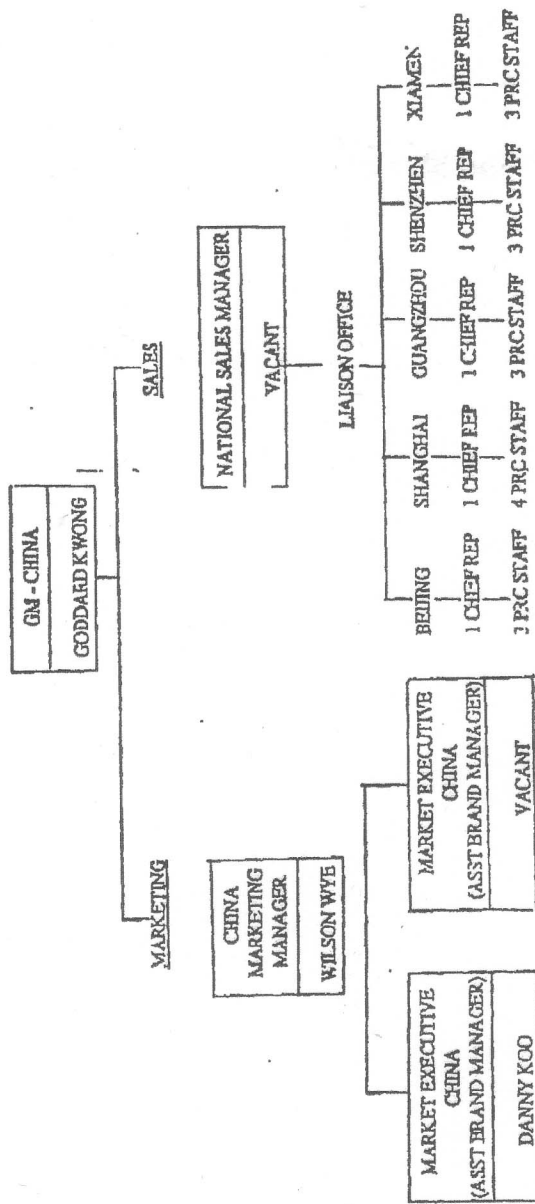 GM - CHINA
GODDARD KWONG
MARKETING
SALES
CHINA
MARKETING
MANAGER
WILSON WYE
NATIONAL SALES MANAGER
VACANT
MARKET EXECUTIVE
CHINA
(ASST BRAND MANAGER)
DANNY KOO
MARKET EXECUTIVE
CHINA
(ASST BRAND MANAGER)
VACANT
LIAISON OFFICE
BEIJING SHANGHAI GUANGZHOU SHENZHEN XIAMEN
1 CHIEF REP 1 CHIEF REP 1 CHIEF REP 1 CHIEF REP 1 CHIEF REP
3 PRC STAFF 4 PRC STAFF 3 PRC STAFF 3 PRC STAFF 3 PRC STAFF